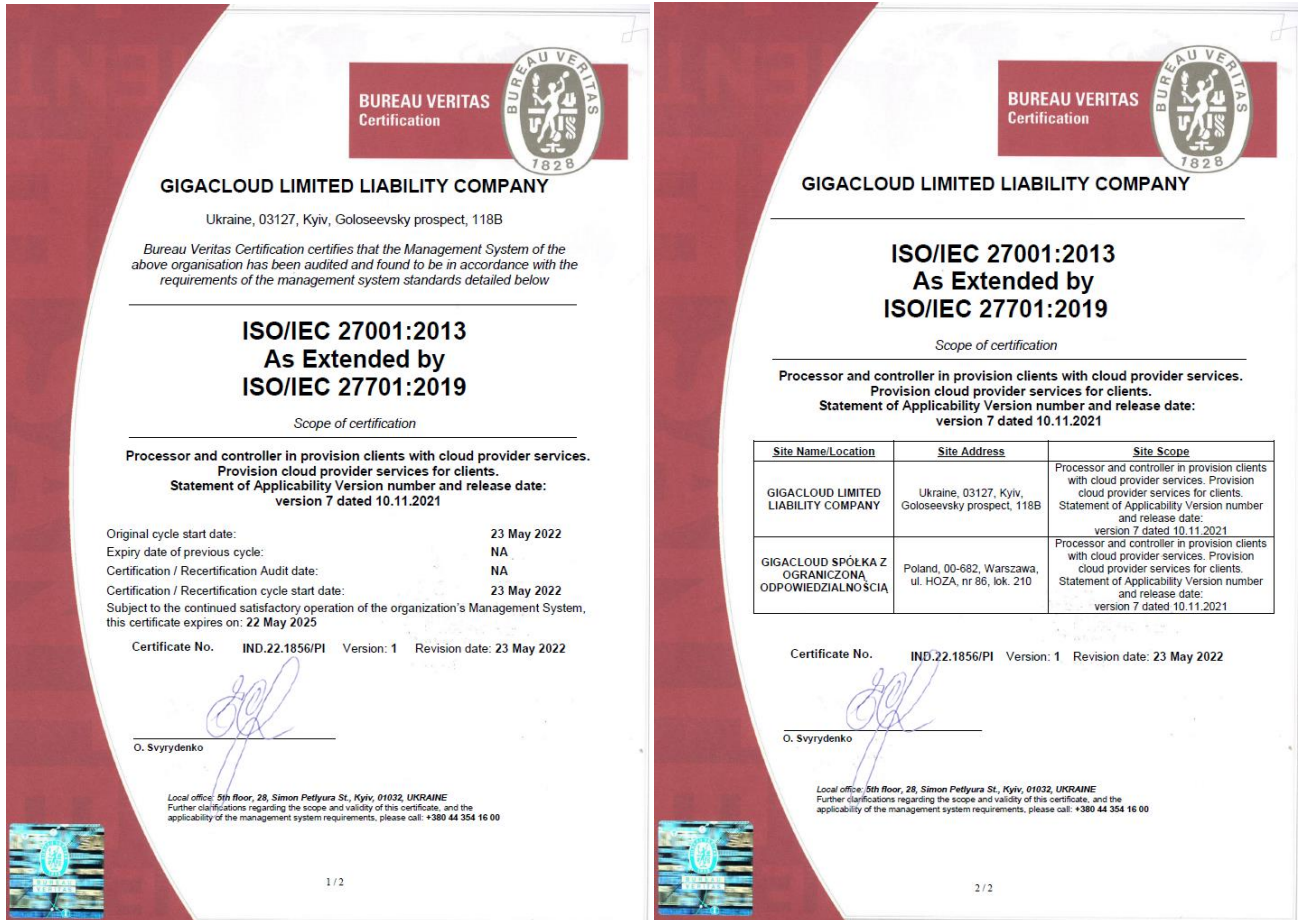 BUREAU VERITAS
Certification
BUREAU VERITAS
1828
GIGACLOUD LIMITED LIABILITY COMPANY
Ukraine, 03127, Kyiv, Goloseevsky prospect, 118B
Bureau Veritas Certification certifies that the Management System of the
above organisation has been audited and found to be in accordance with the
requirements of the management system standards detailed below
ISO/IEC 27001:2013
As Extended by
ISO/IEC 27701:2019
Scope of certification
Processor and controller in provision clients with cloud provider services.
Provision cloud provider services for clients.
Statement of Applicability Version number and release date:
version 7 dated 10.11.2021
Original cycle start date: 23 May 2022
Expiry date of previous cycle: NA
Certification / Recertification Audit date: NA
Certification / Recertification cycle start date: 23 May 2022
Subject to the continued satisfactory operation of the organization's Management System,
this certificate expires on: 22 May 2025
Certificate No. IND.22.1856/PI Version: 1 Revision date: 23 May 2022
O. Svyrydenko
Local office: 5th floor, 28, Simon Petlyura St., Kyiv, 01032, UKRAINE
Further clarifications regarding the scope and validity of this certificate, and the
applicability of the management system requirements, please call: +380 44 354 16 00
BUREAU
VERITAS
1 / 2
BUREAU VERITAS
Certification
BUREAU VERITAS
1828
GIGACLOUD LIMITED LIABILITY COMPANY
ISO/IEC 27001:2013
As Extended by
ISO/IEC 27701:2019
Scope of certification
Processor and controller in provision clients with cloud provider services.
Provision cloud provider services for clients.
Statement of Applicability Version number and release date:
version 7 dated 10.11.2021
Site Name/Location Site Address Site Scope
GIGACLOUD LIMITED
LIABILITY COMPANY
Ukraine, 03127, Kyiv,
Goloseevsky prospect, 118B
Processor and controller in provision clients
with cloud provider services. Provision
cloud provider services for clients.
Statement of Applicability Version number
and release date:
version 7 dated 10.11.2021
GIGACLOUD SPÓŁKA Z
OGRANICZONĄ
ODPOWIEDZIALNOŚCIĄ
Poland, 00-682, Warszawa,
ul. HOZA, nr 86, lok. 210
Processor and controller in provision clients
with cloud provider services. Provision
cloud provider services for clients.
Statement of Applicability Version number
and release date:
version 7 dated 10.11.2021
Certificate No. IND.22.1856/PI Version: 1 Revision date: 23 May 2022
O. Svyrydenko
Local office: 5th floor, 28, Simon Petlyura St., Kyiv, 01032, UKRAINE
Further clarifications regarding the scope and validity of this certificate, and the
applicability of the management system requirements, please call: +380 44 354 16 00
BUREAU
VERITAS
2 / 2